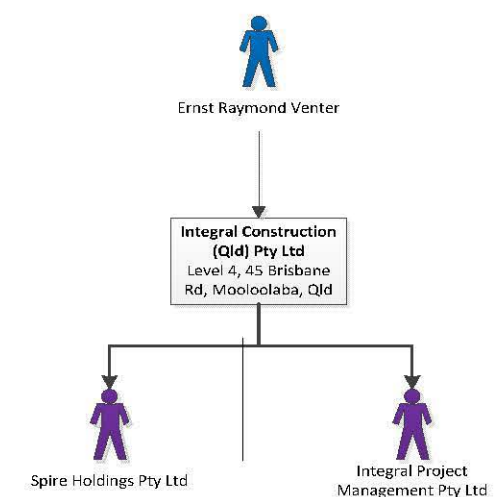 Ernst Raymond Venter
Integral Construction
(Qld) Pty Ltd
Level 4, 45 Brisbane
Rd, Mooloolaba, Qld
Spire Holdings Pty Ltd
Integral Project
Management Pty Ltd